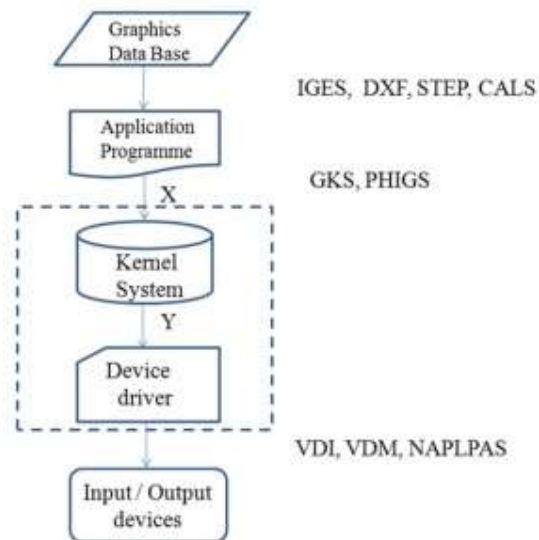 Graphics
Data Base
IGES, DXF, STEP, CALS
Application
Programme
GKS, PHIGS
X
Kernel
System
Y
Device
driver
VDI, VDM, NAPLPAS
Input / Output
devices